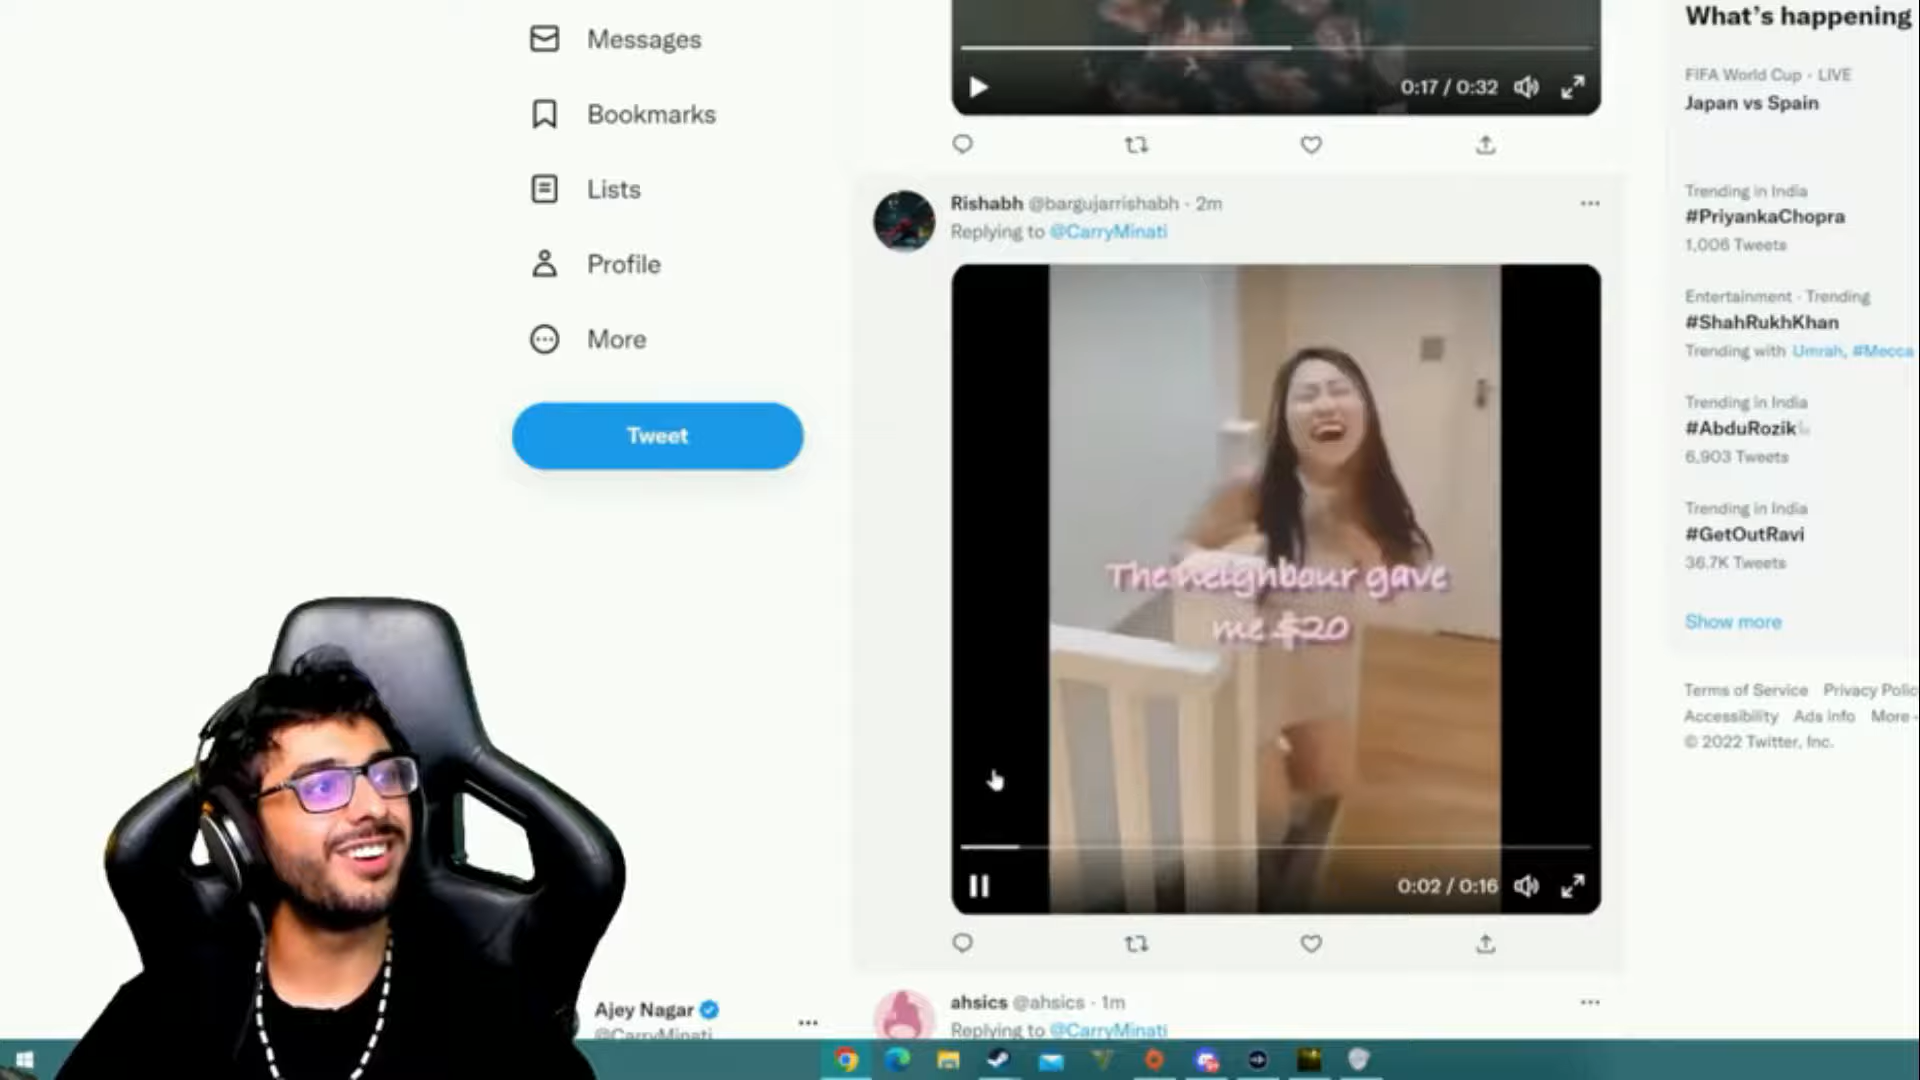 Messages
Bookmarks
Lists
Profile
More
Tweet
Ajey Nagar
@CarryMinati
0:17 / 0:32
Rishabh @bargujarrishabh · 2m
Replying to @CarryMinati
The neighbour gave
me $20
0:02 / 0:16
ahsics @ahsics · 1m
Replying to @CarryMinati
What's happening
FIFA World Cup · LIVE
Japan vs Spain
Trending in India
#PriyankaChopra
1,006 Tweets
Entertainment · Trending
#ShahRukhKhan
Trending with Umrah, #Mecca
Trending in India
#AbduRozik
6,903 Tweets
Trending in India
#GetOutRavi
36.7K Tweets
Show more
Terms of Service Privacy Polic
Accessibility Ads info More
© 2022 Twitter, Inc.